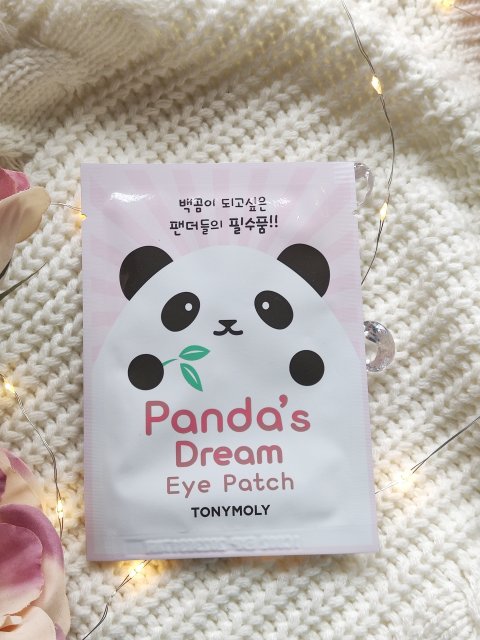 백곰이 되고싶은
팬더들의 필수품!!
Panda's
Dream
Eye Patch
TONYMOLY